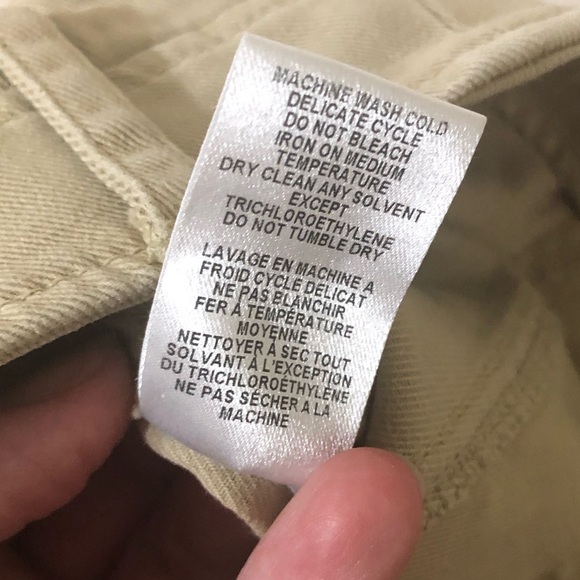 MACHINE WASH COLD
DELICATE CYCLE
DO NOT BLEACH
IRON ON MEDIUM
TEMPERATURE
DRY CLEAN ANY SOLVENT
EXCEPT
TRICHLOROETHYLENE
DO NOT TUMBLE DRY
LAVAGE EN MACHINE A
FROID CYCLE DÉLICAT
NE PAS BLANCHIR
FER À TEMPÉRATURE
MOYENNE
NETTOYER À SEC TOUT
SOLVANT À L'EXCEPTION
DU TRICHLOROÉTHYLÈNE
NE PAS SÉCHER À LA
MACHINE